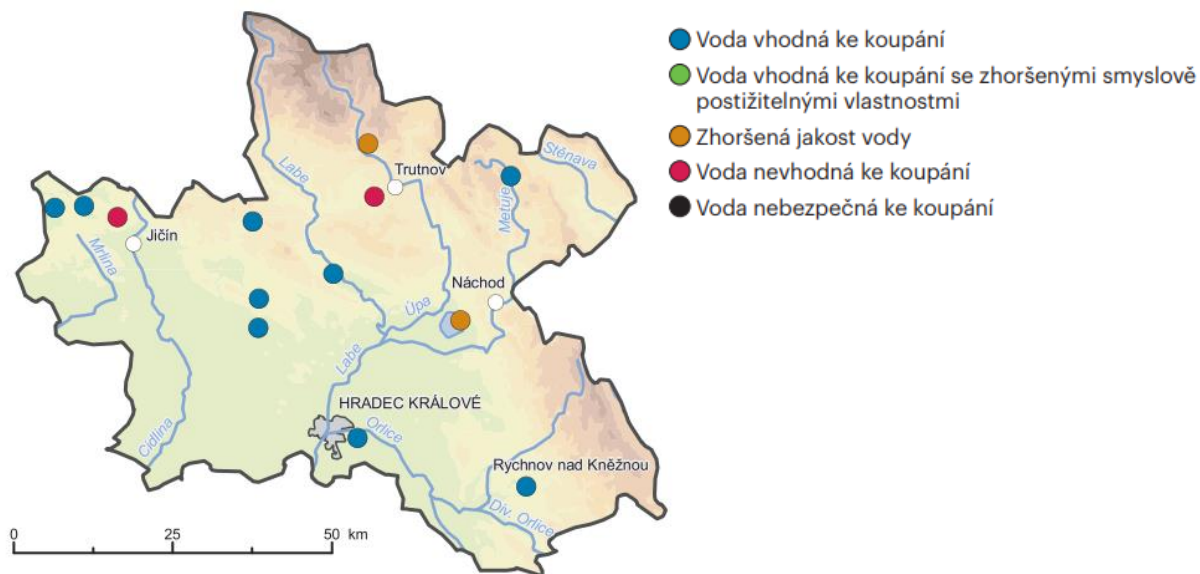 Voda vhodná ke koupání
Voda vhodná ke koupání se zhoršenými smyslově
postižitelnými vlastnostmi
Zhoršená jakost vody
Voda nevhodná ke koupání
Voda nebezpečná ke koupání
Stěnava
Trutnov
Labe
Metuje
Jičín
Mrlina
Náchod
Úpa
Labe
HRADEC KRÁLOVÉ
Orlice
Cidlina
Rychnov nad Kněžnou
Div. Orlice
0 25 50 km